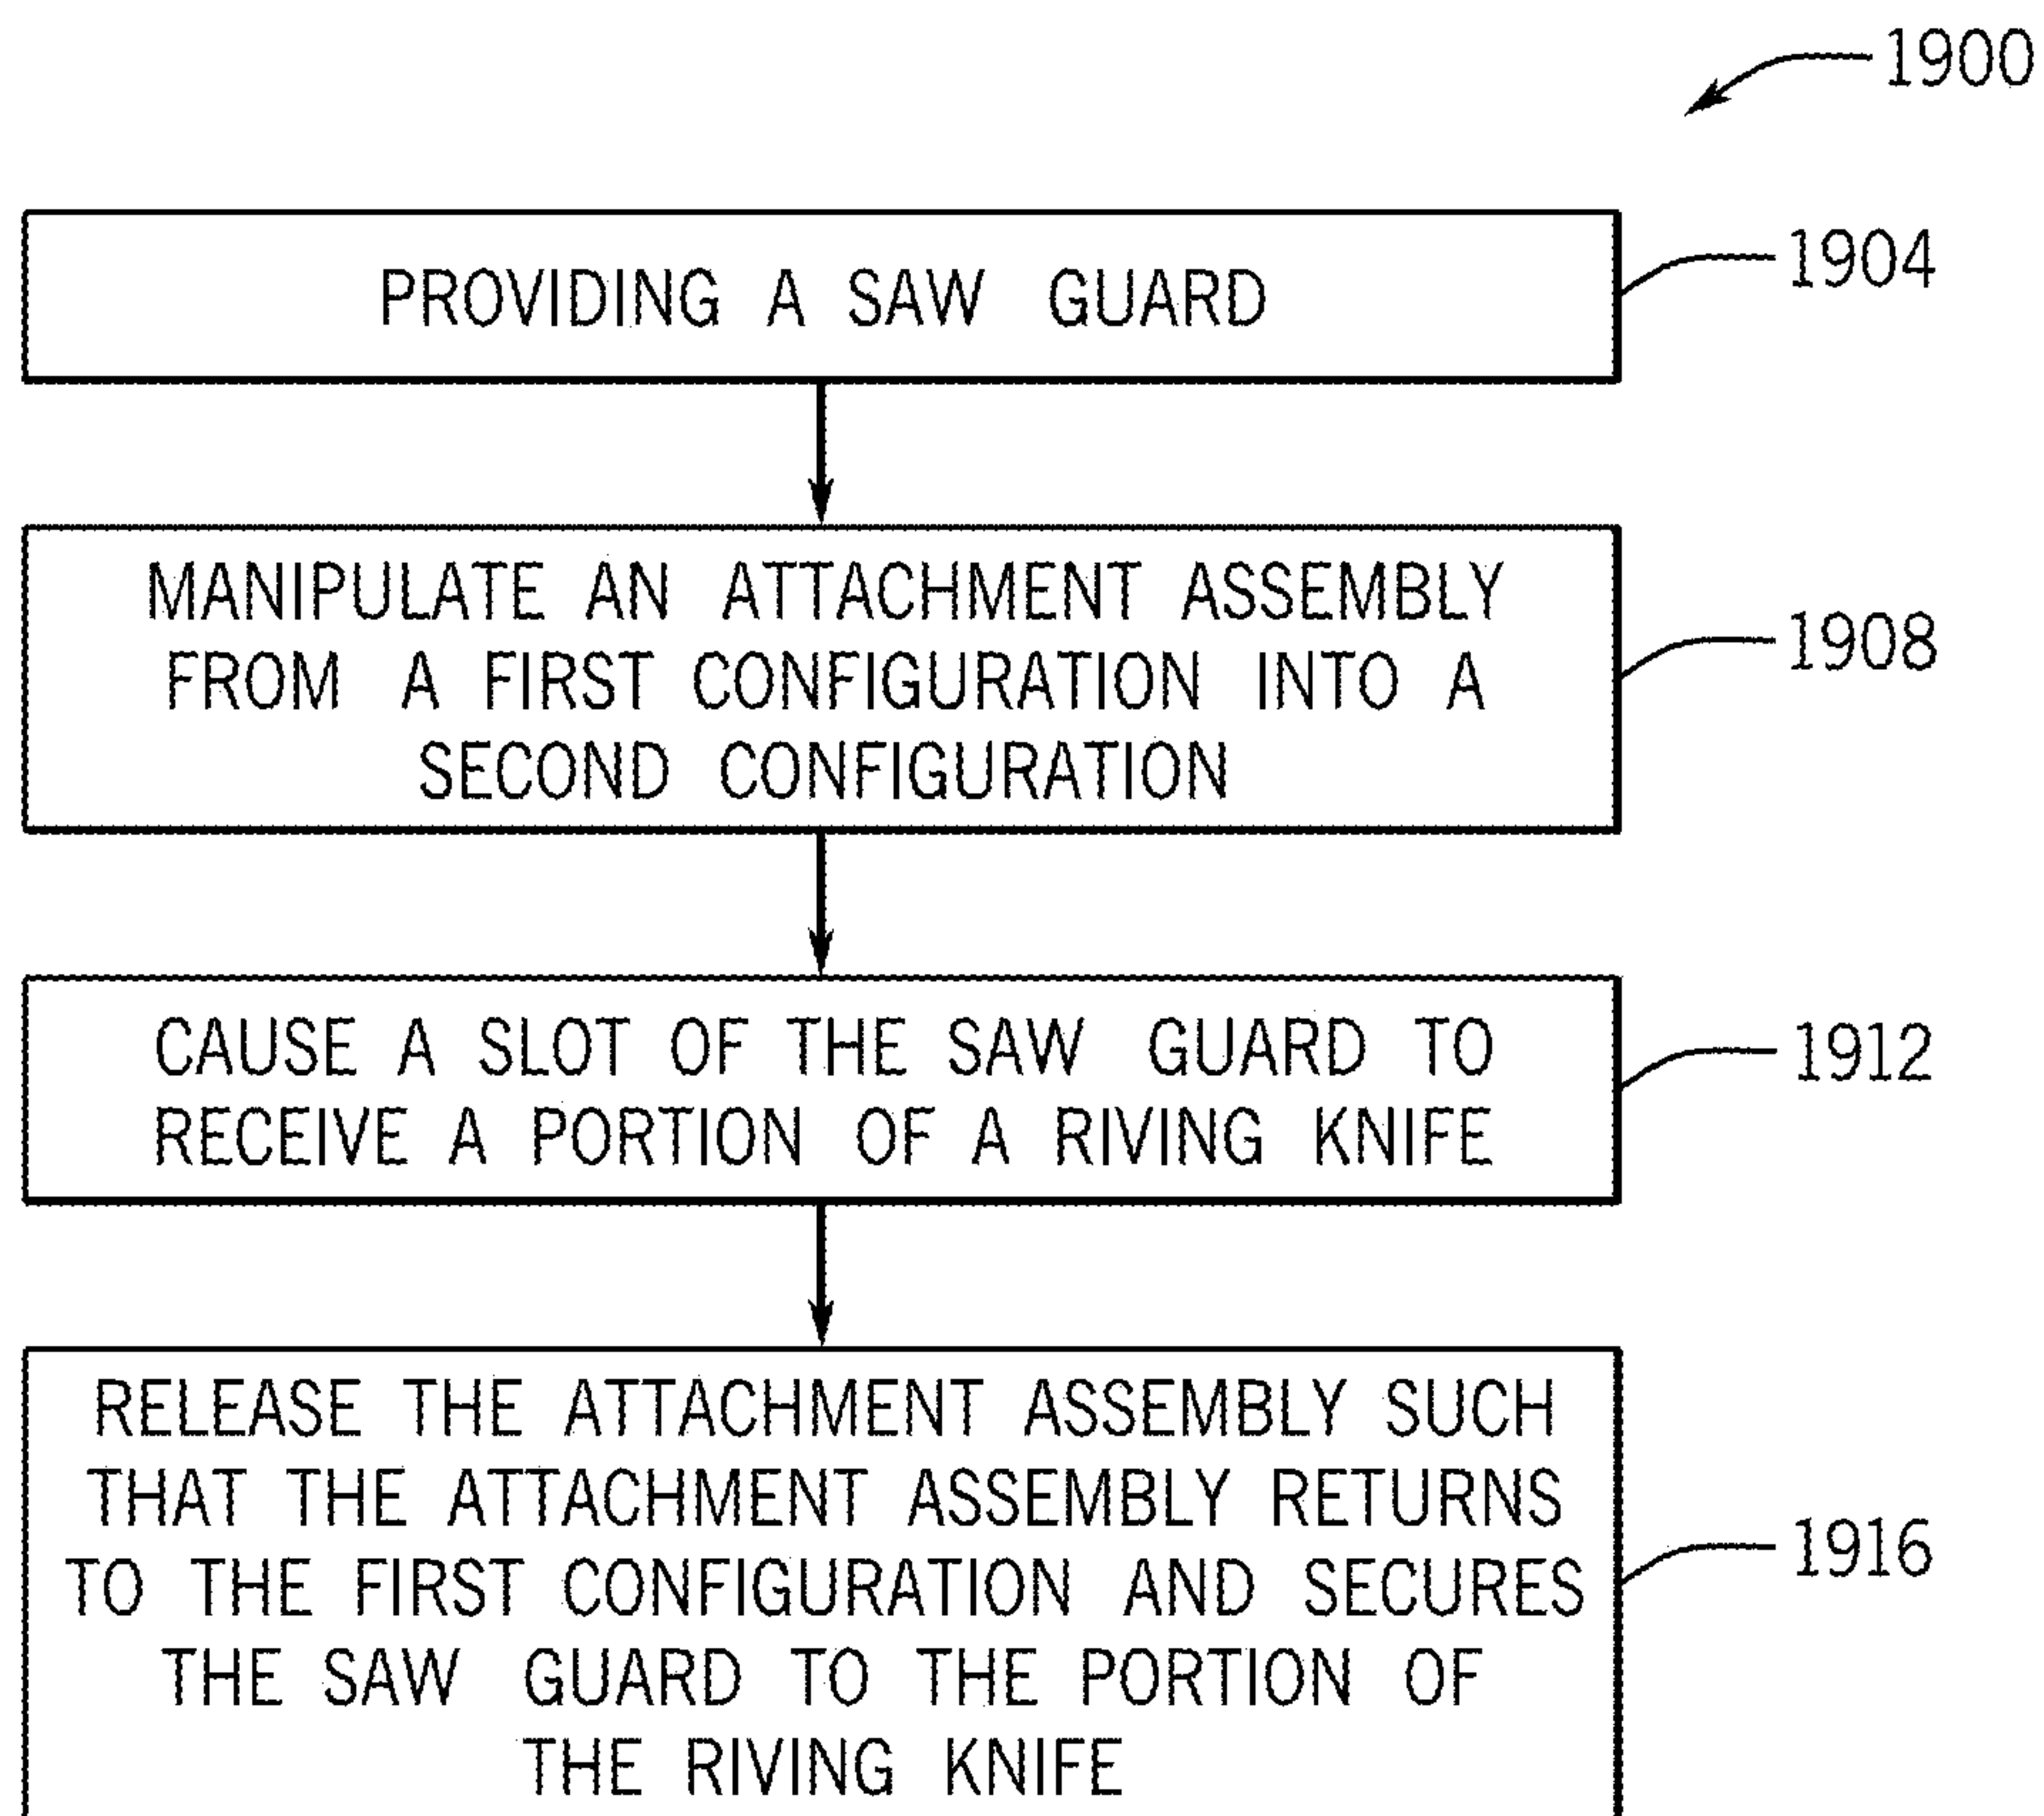 1900
PROVIDING A SAW GUARD
1904
MANIPULATE AN ATTACHMENT ASSEMBLY
FROM A FIRST CONFIGURATION INTO A
SECOND CONFIGURATION
1908
CAUSE A SLOT OF THE SAW GUARD TO
RECEIVE A PORTION OF A RIVING KNIFE
1912
RELEASE THE ATTACHMENT ASSEMBLY SUCH
THAT THE ATTACHMENT ASSEMBLY RETURNS
TO THE FIRST CONFIGURATION AND SECURES
THE SAW GUARD TO THE PORTION OF
THE RIVING KNIFE
1916